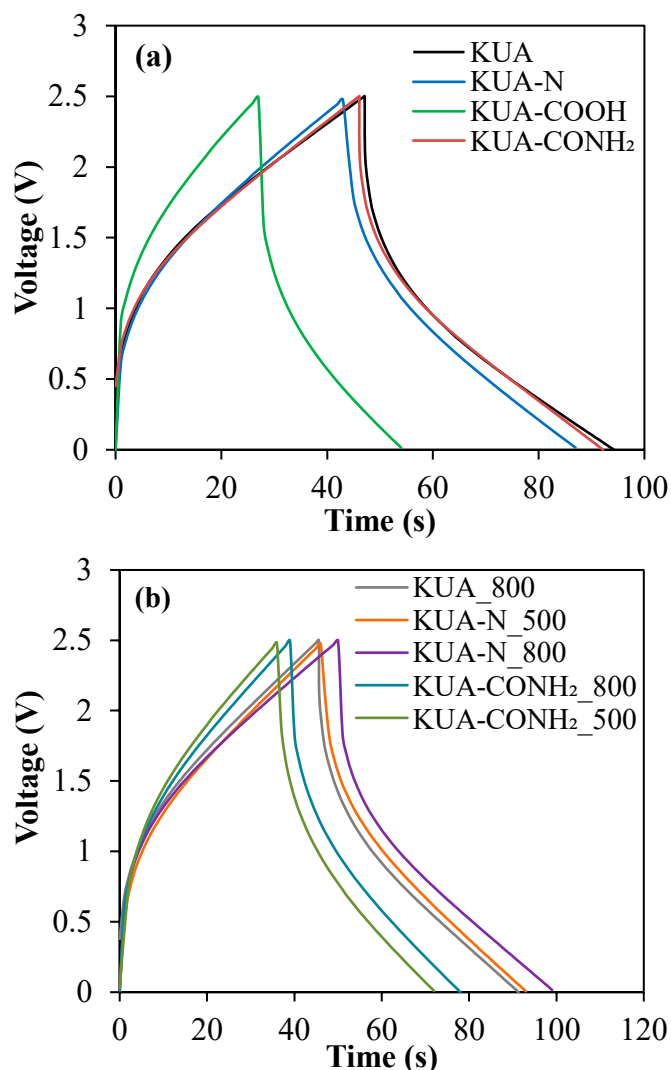 (a)
KUA
KUA-N
KUA-COOH
KUA-CONH₂
3
2.5
2
1.5
1
0.5
0
Voltage (V)
0 20 40 60 80 100
Time (s)
(b)
KUA_800
KUA-N_500
KUA-N_800
KUA-CONH₂_800
KUA-CONH₂_500
3
2.5
2
1.5
1
0.5
0
Voltage (V)
0 20 40 60 80 100 120
Time (s)